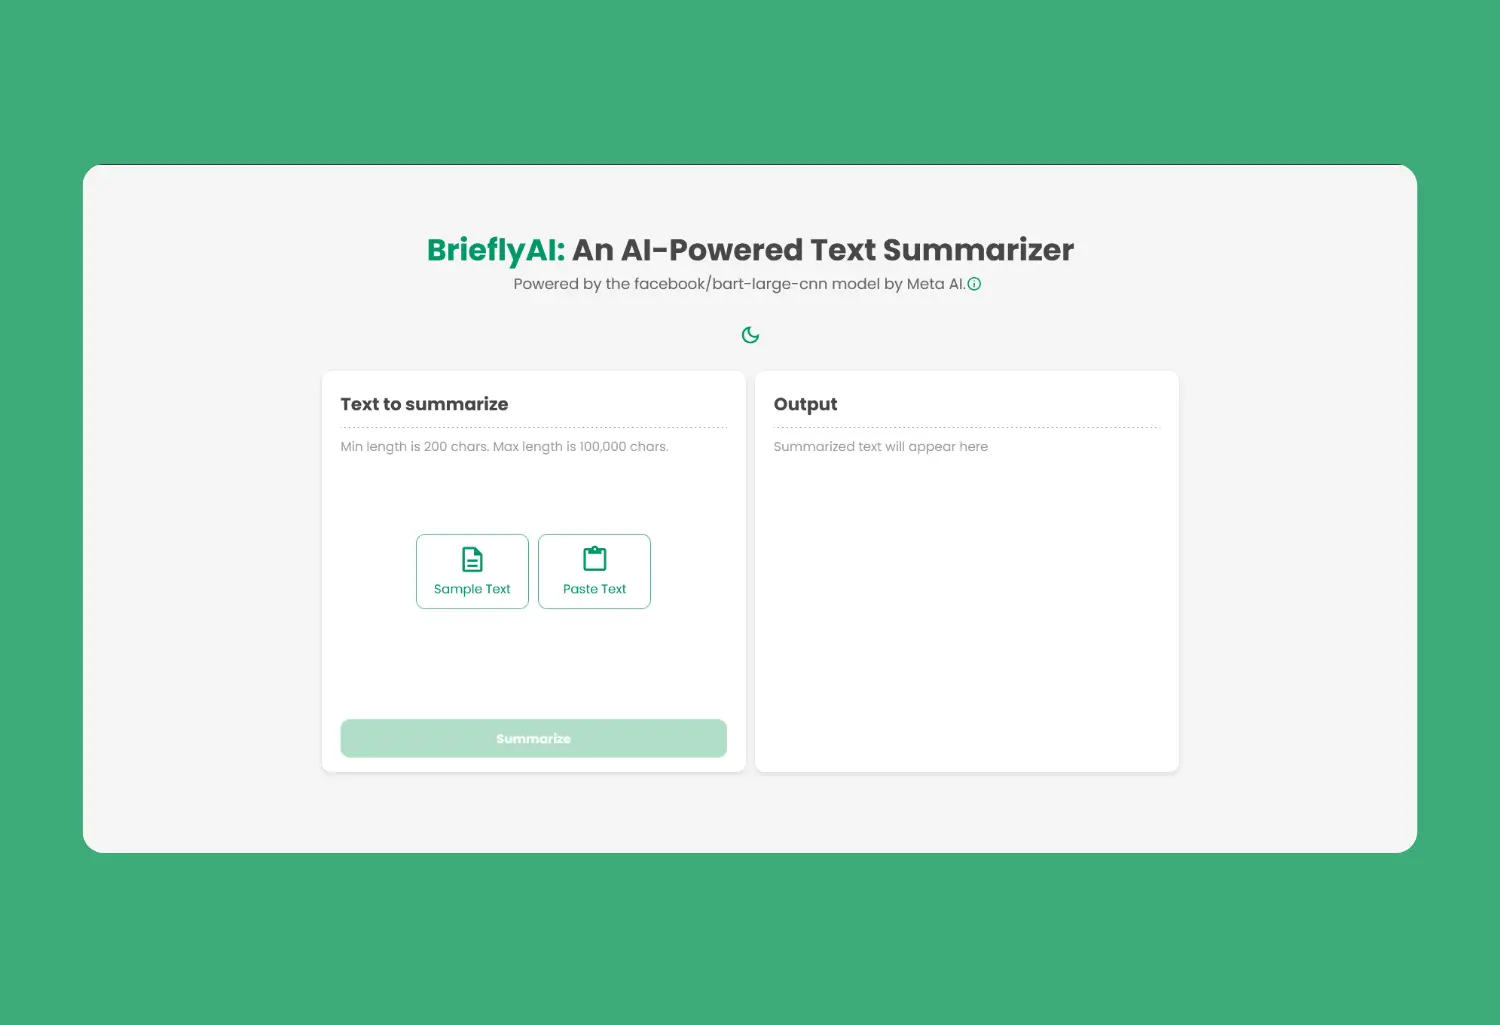 BrieflyAI: An AI-Powered Text Summarizer
Powered by the facebook/bart-large-cnn model by Meta AI.
Text to summarize
Min length is 200 chars. Max length is 100,000 chars.
Sample Text
Paste Text
Summarize
Output
Summarized text will appear here